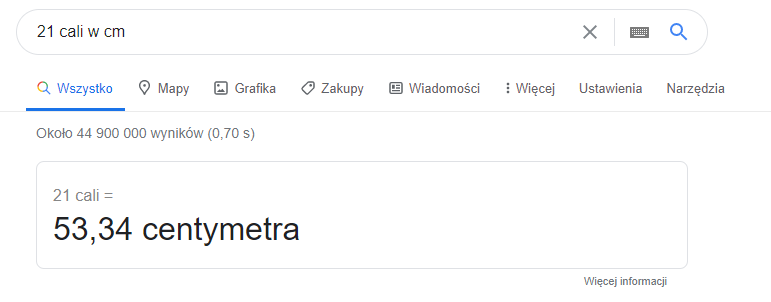 21 cali w cm
Wszystko Mapy Grafika Zakupy Wiadomości Więcej Ustawienia Narzędzia
Około 44 900 000 wyników (0,70 s)
21 cali =
53,34 centymetra
Więcej informacji